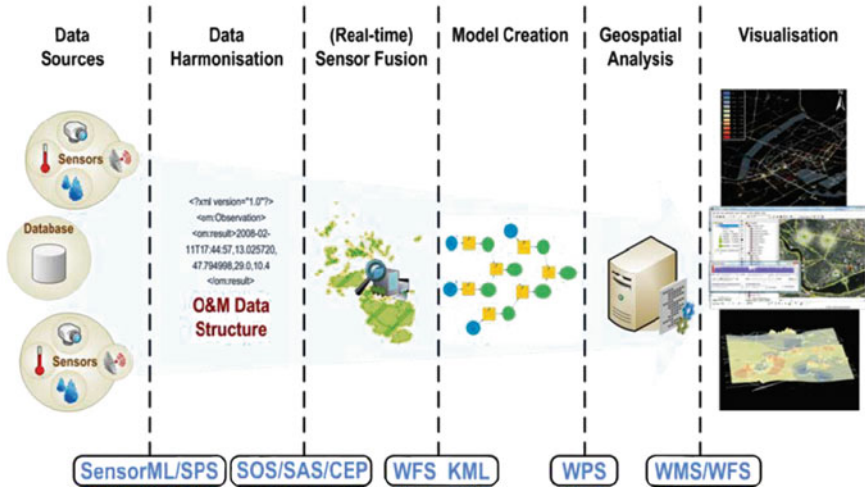 Data
Sources
Data
Harmonisation
(Real-time)
Sensor Fusion
Model Creation
Geospatial
Analysis
Visualisation
Sensors
Database
Sensors
<?xml version="1.0"?>
<om:Observation>
<om:result>2008-02-
11T17:44:57,13.025720,
47.794998,29.0,10.4
</om:result>
O&M Data
Structure
SensorML/SPS
SOS/SAS/CEP
WFS KML
WPS
WMS/WFS